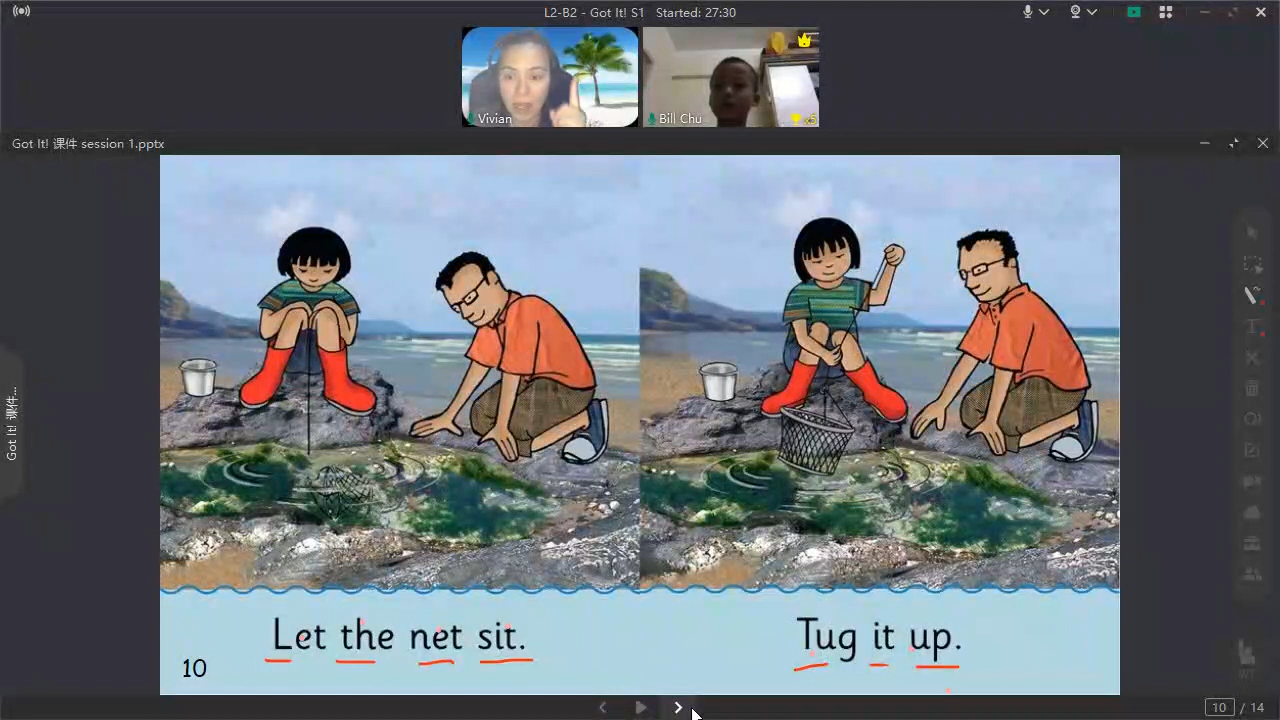 L2-B2 - Got It! S1 Started: 27:30
Vivian
Bill Chu
x5
Got It! 课件 session 1.pptx
Got It! 课件...
Let the net sit.
Tug it up.
10
10 / 14